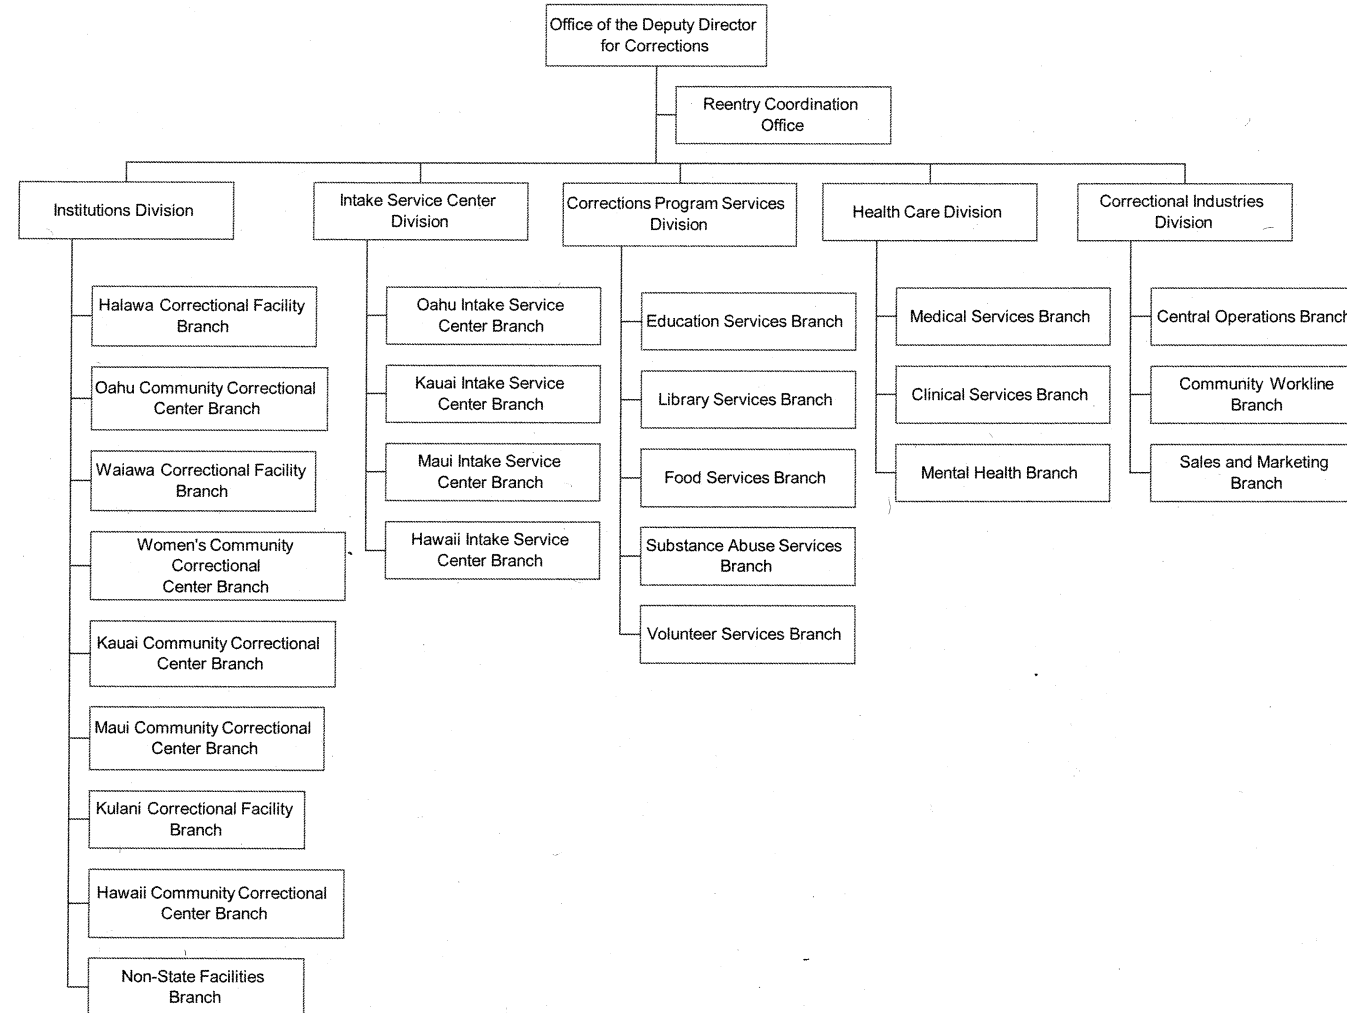 Office of the Deputy Director
for Corrections
Reentry Coordination
Office
Institutions Division
Intake Service Center
Division
Corrections Program Services
Division
Health Care Division
Correctional Industries
Division
Halawa Correctional Facility
Branch
Oahu Community Correctional
Center Branch
Waiawa Correctional Facility
Branch
Women's Community
Correctional
Center Branch
Kauai Community Correctional
Center Branch
Maui Community Correctional
Center Branch
Kulani Correctional Facility
Branch
Hawaii Community Correctional
Center Branch
Non-State Facilities
Branch
Oahu Intake Service
Center Branch
Kauai Intake Service
Center Branch
Maui Intake Service
Center Branch
Hawaii Intake Service
Center Branch
Education Services Branch
Library Services Branch
Food Services Branch
Substance Abuse Services
Branch
Volunteer Services Branch
Medical Services Branch
Clinical Services Branch
Mental Health Branch
Central Operations Branch
Community Workline
Branch
Sales and Marketing
Branch